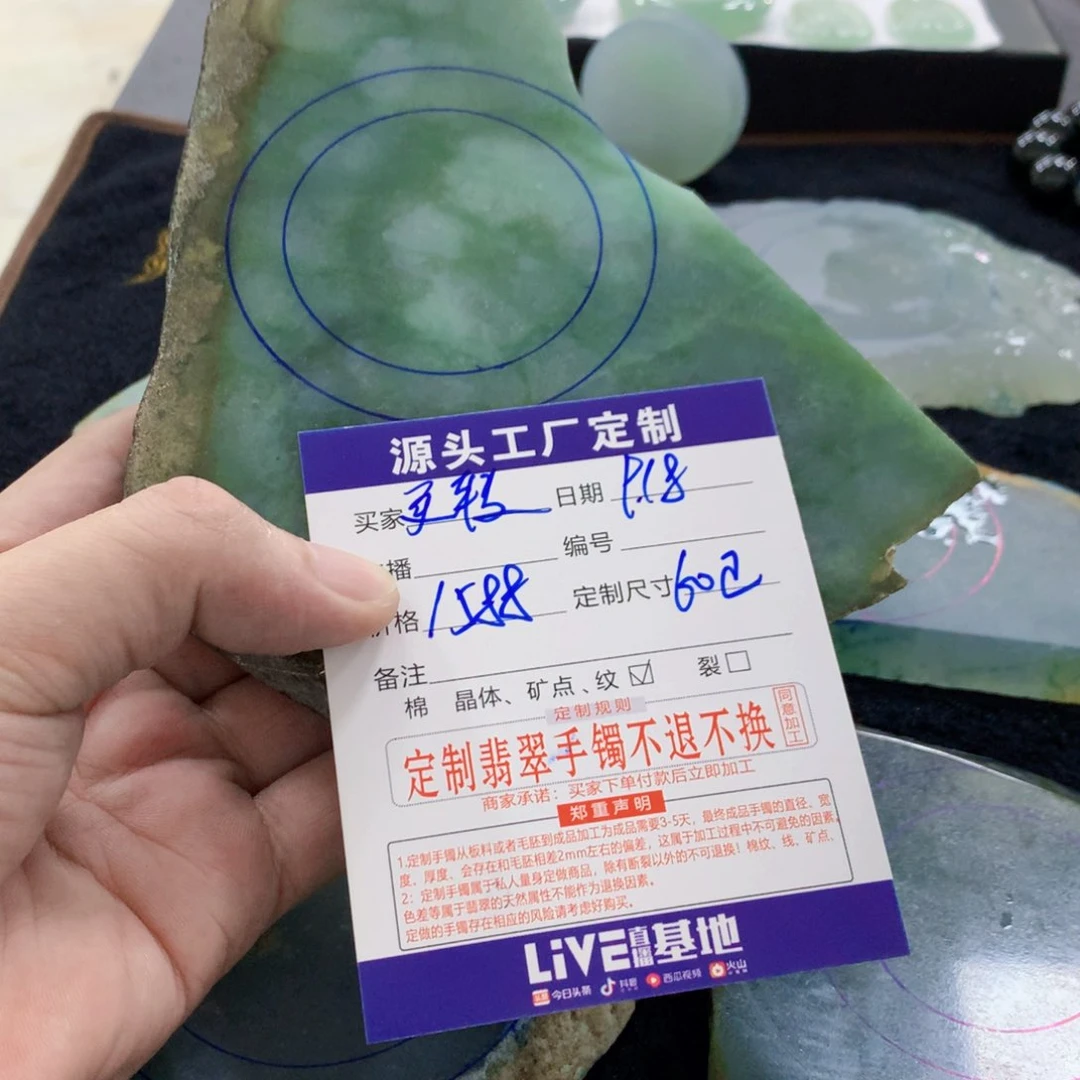 源头工厂定制
买家 日期
播 编号
价格 1588 定制尺寸 60已
备注
棉 晶体、矿点、纹☑ 裂☐
定制规则
定制翡翠手镯不退不换
同意加工
商家承诺：买家下单付款后立即加工
郑重声明
1.定制手镯从板料或者毛胚到成品加工为成品需要3-5天，最终成品手镯的直径、宽
度、厚度、会存在和毛胚相差2mm左右的偏差，这属于加工过程中不可避免的因素。
2：定制手镯属于私人量身定做商品，除有断裂以外的不可退换！棉纹、线、矿点、
色差等属于翡翠的天然属性不能作为退换因素。
定做的手镯存在相应的风险请考虑好购买。
LiVE直播基地
头条 今日头条 抖音 西瓜视频 火山